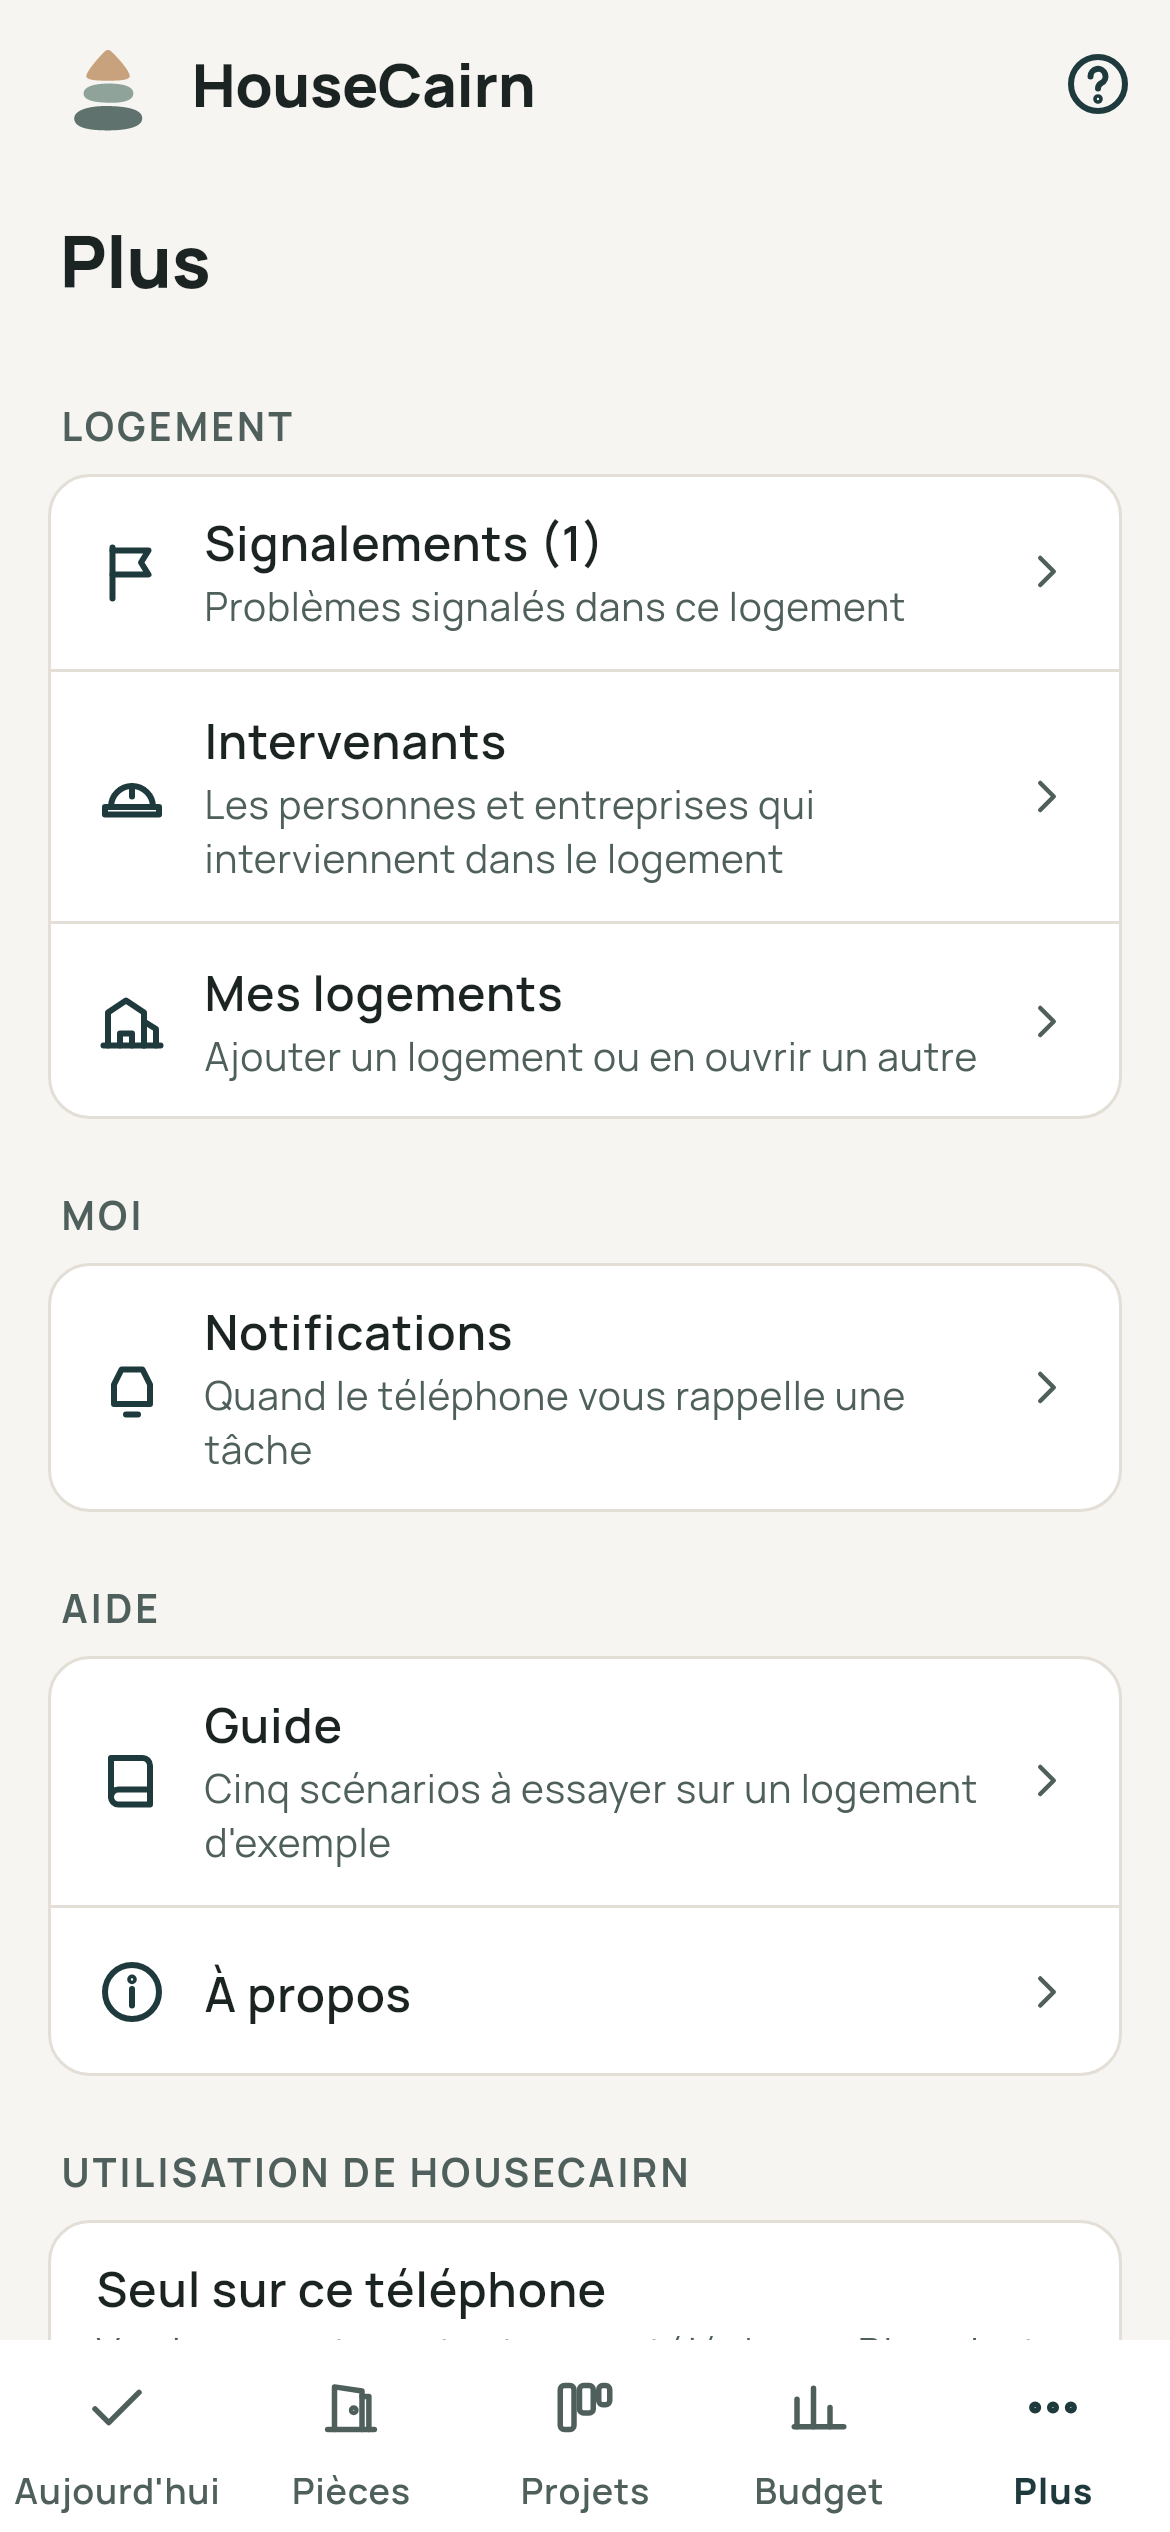 HouseCairn
Plus
LOGEMENT
Signalements (1)
Problèmes signalés dans ce logement
Intervenants
Les personnes et entreprises qui
interviennent dans le logement
Mes logements
Ajouter un logement ou en ouvrir un autre
MOI
Notifications
Quand le téléphone vous rappelle une
tâche
AIDE
Guide
Cinq scénarios à essayer sur un logement
d'exemple
À propos
UTILISATION DE HOUSECAIRN
Seul sur ce téléphone
Aujourd'hui
Pièces
Projets
Budget
Plus